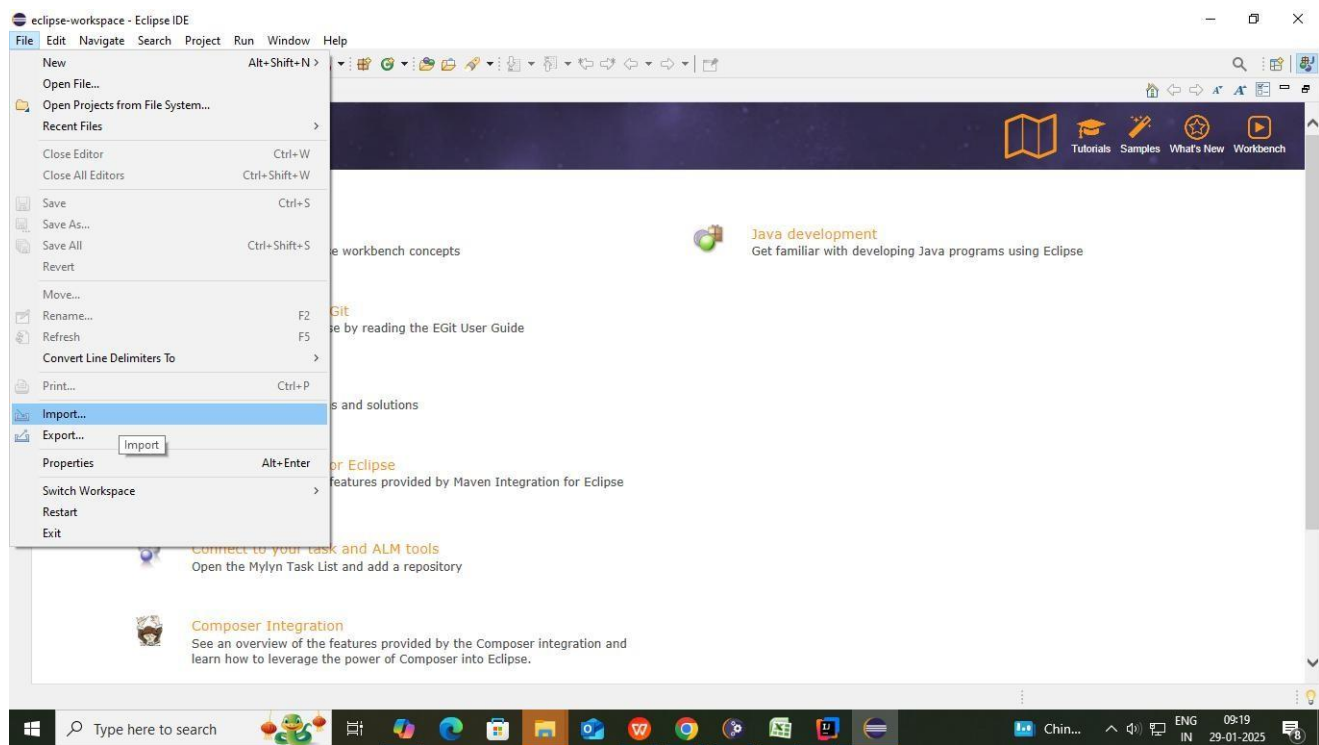 eclipse-workspace - Eclipse IDE
File Edit Navigate Search Project Run Window Help
New Alt+Shift+N >
Open File...
Open Projects from File System...
Recent Files >
Close Editor Ctrl+W
Close All Editors Ctrl+Shift+W
Save Ctrl+S
Save As...
Save All Ctrl+Shift+S
Revert
Move...
Rename... F2
Refresh F5
Convert Line Delimiters To >
Print... Ctrl+P
Import...
Export...
Import
Properties Alt+Enter
Switch Workspace >
Restart
Exit
Tutorials Samples What's New Workbench
e workbench concepts
Java development
Get familiar with developing Java programs using Eclipse
Git
se by reading the EGit User Guide
s and solutions
or Eclipse
features provided by Maven Integration for Eclipse
Connect to your task and ALM tools
Open the Mylyn Task List and add a repository
Composer Integration
See an overview of the features provided by the Composer integration and
learn how to leverage the power of Composer into Eclipse.
Type here to search
Chin...
ENG
IN
09:19
29-01-2025
8